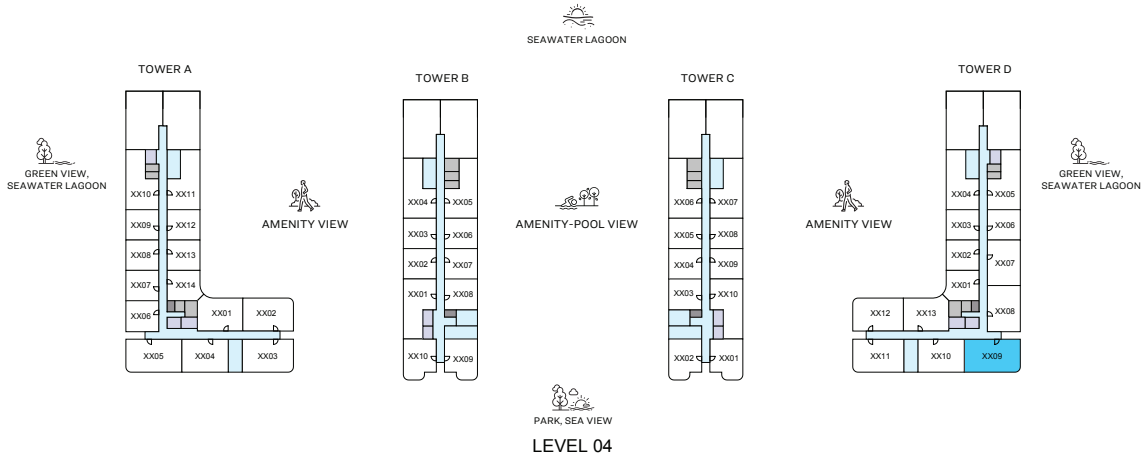 SEAWATER LAGOON
TOWER A
TOWER B
TOWER C
TOWER D
GREEN VIEW,
SEAWATER LAGOON
AMENITY VIEW
AMENITY-POOL VIEW
AMENITY VIEW
GREEN VIEW,
SEAWATER LAGOON
XX10 XX11
XX09 XX12
XX08 XX13
XX07 XX14
XX06 XX01 XX02
XX05 XX04 XX03
XX04 XX05
XX03 XX06
XX02 XX07
XX01 XX08
XX10 XX09
XX06 XX07
XX05 XX08
XX04 XX09
XX03 XX10
XX02 XX01
XX04 XX05
XX03 XX06
XX02 XX07
XX01
XX12 XX13 XX08
XX11 XX10 XX09
PARK, SEA VIEW
LEVEL 04